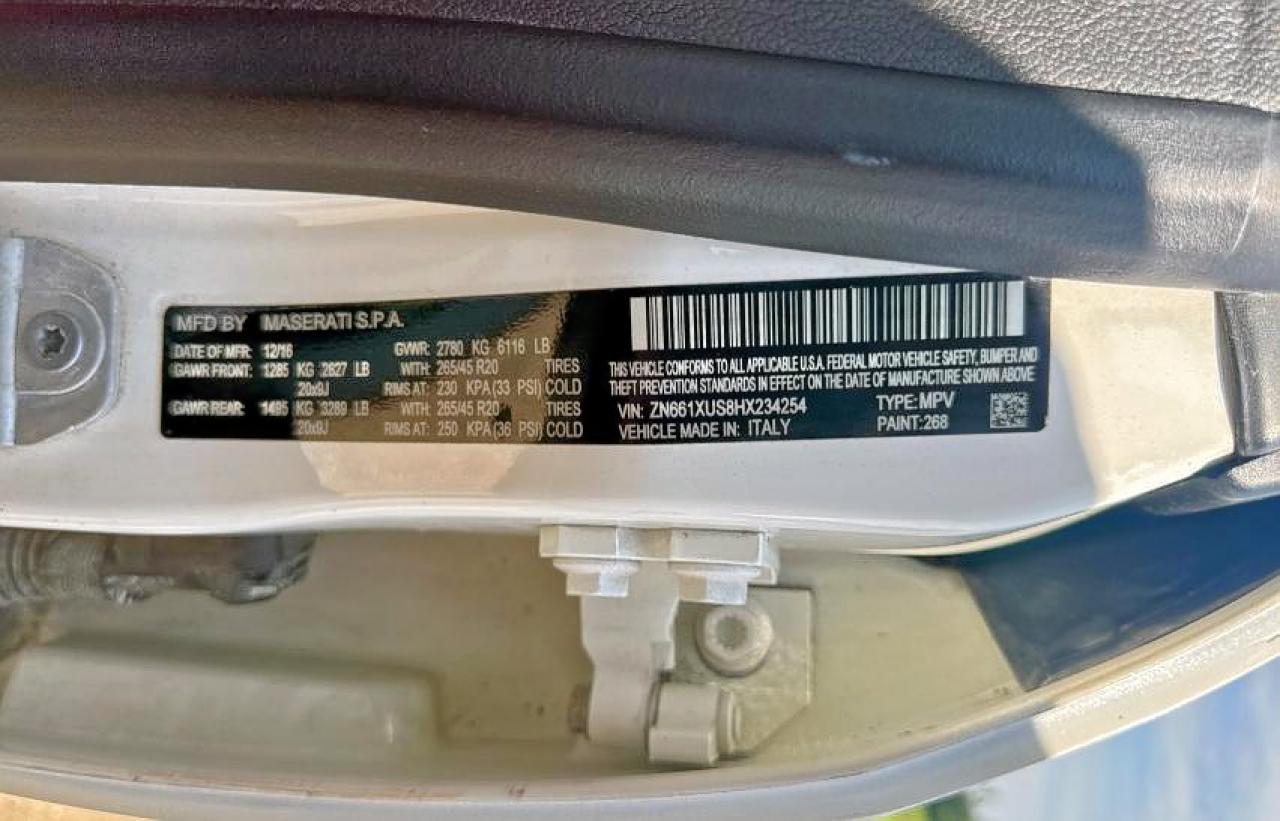 MFD BY MASERATI S.P.A.
DATE OF MFR: 12/16 GVWR: 2780 KG 6116 LB
GAWR FRONT: 1285 KG 2827 LB WITH: 265/45 R20 TIRES
20x9J RIMS AT: 230 KPA(33 PSI) COLD
GAWR REAR: 1495 KG 3289 LB WITH: 265/45 R20 TIRES
20x9J RIMS AT: 250 KPA(36 PSI) COLD
THIS VEHICLE CONFORMS TO ALL APPLICABLE U.S.A. FEDERAL MOTOR VEHICLE SAFETY, BUMPER AND
THEFT PREVENTION STANDARDS IN EFFECT ON THE DATE OF MANUFACTURE SHOWN ABOVE
VIN: ZN661XUS8HX234254 TYPE: MPV
VEHICLE MADE IN: ITALY PAINT: 268